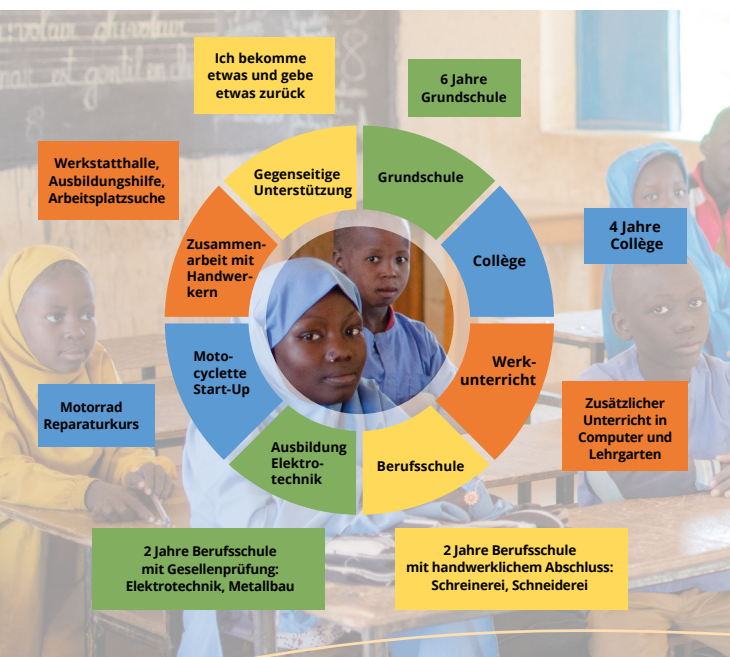 Ich bekomme
etwas und gebe
etwas zurück
6 Jahre
Grundschule
Werkstatthalle,
Ausbildungshilfe,
Arbeitsplatzsuche
Gegenseitige
Unterstützung
Grundschule
4 Jahre
Collège
Zusammen-
arbeit mit
Handwer-
kern
Collège
Moto-
cyclette
Start-Up
Werk-
unterricht
Motorrad
Reparaturkurs
Zusätzlicher
Unterricht in
Computer und
Lehrgarten
Ausbildung
Elektro-
technik
Berufsschule
2 Jahre Berufsschule
mit Gesellenprüfung:
Elektrotechnik, Metallbau
2 Jahre Berufsschule
mit handwerklichem Abschluss:
Schreinerei, Schneiderei